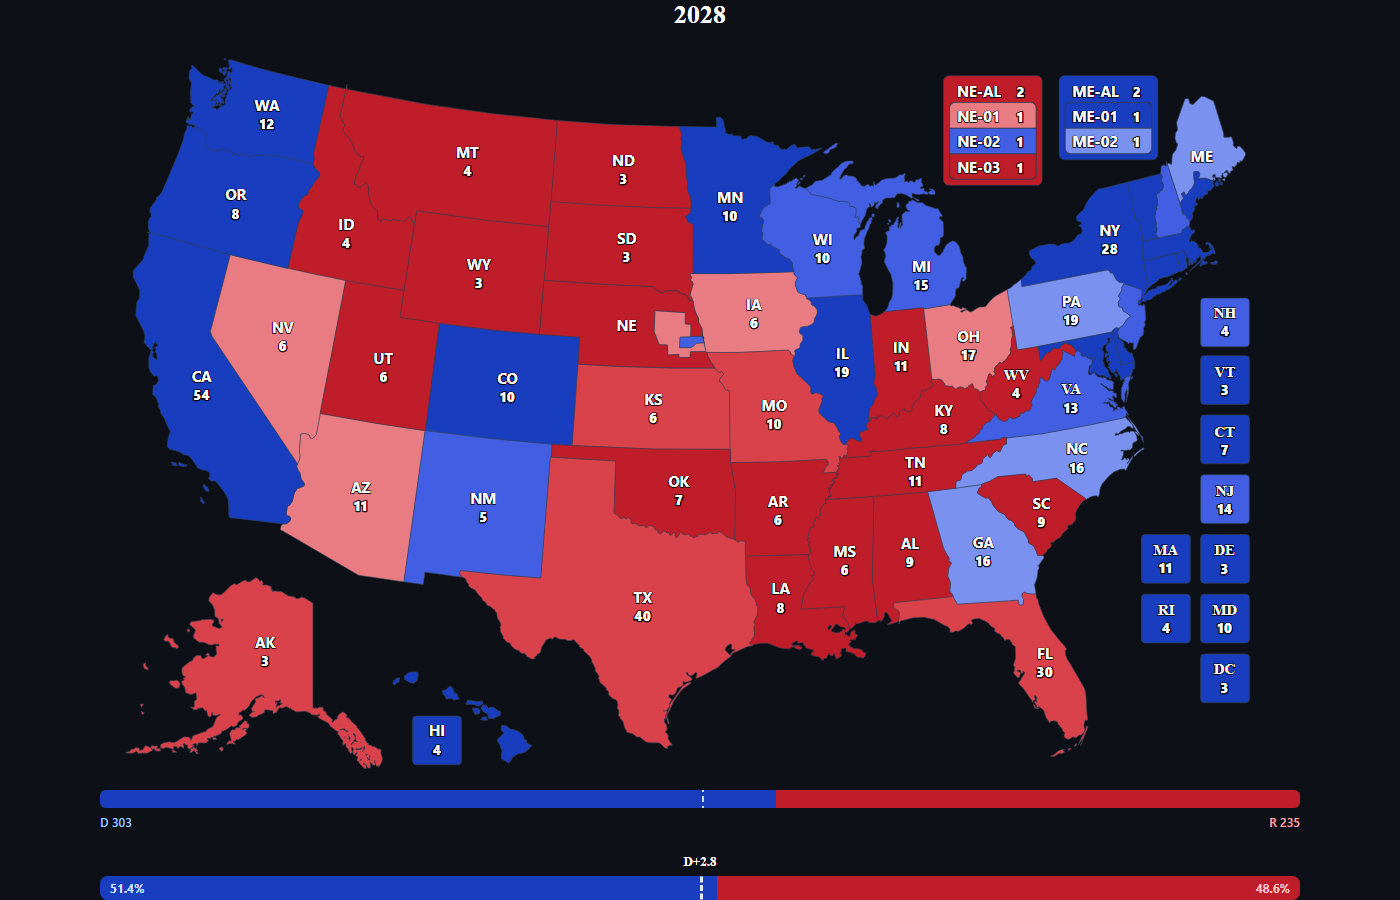 2028
WA
12
OR
8
CA
54
NV
6
ID
4
MT
4
WY
3
UT
6
AZ
11
CO
10
NM
5
ND
3
SD
3
NE
KS
6
OK
7
TX
40
MN
10
IA
6
MO
10
AR
6
LA
8
WI
10
IL
19
MI
15
IN
11
OH
17
KY
8
TN
11
MS
6
AL
9
GA
16
FL
30
SC
9
NC
16
VA
13
WV
4
PA
19
NY
28
ME
NE-AL 2
NE-01 1
NE-02 1
NE-03 1
ME-AL 2
ME-01 1
ME-02 1
NH
4
VT
3
CT
7
NJ
14
MA
11
DE
3
RI
4
MD
10
DC
3
AK
3
HI
4
D 303
R 235
D+2.8
51.4%
48.6%